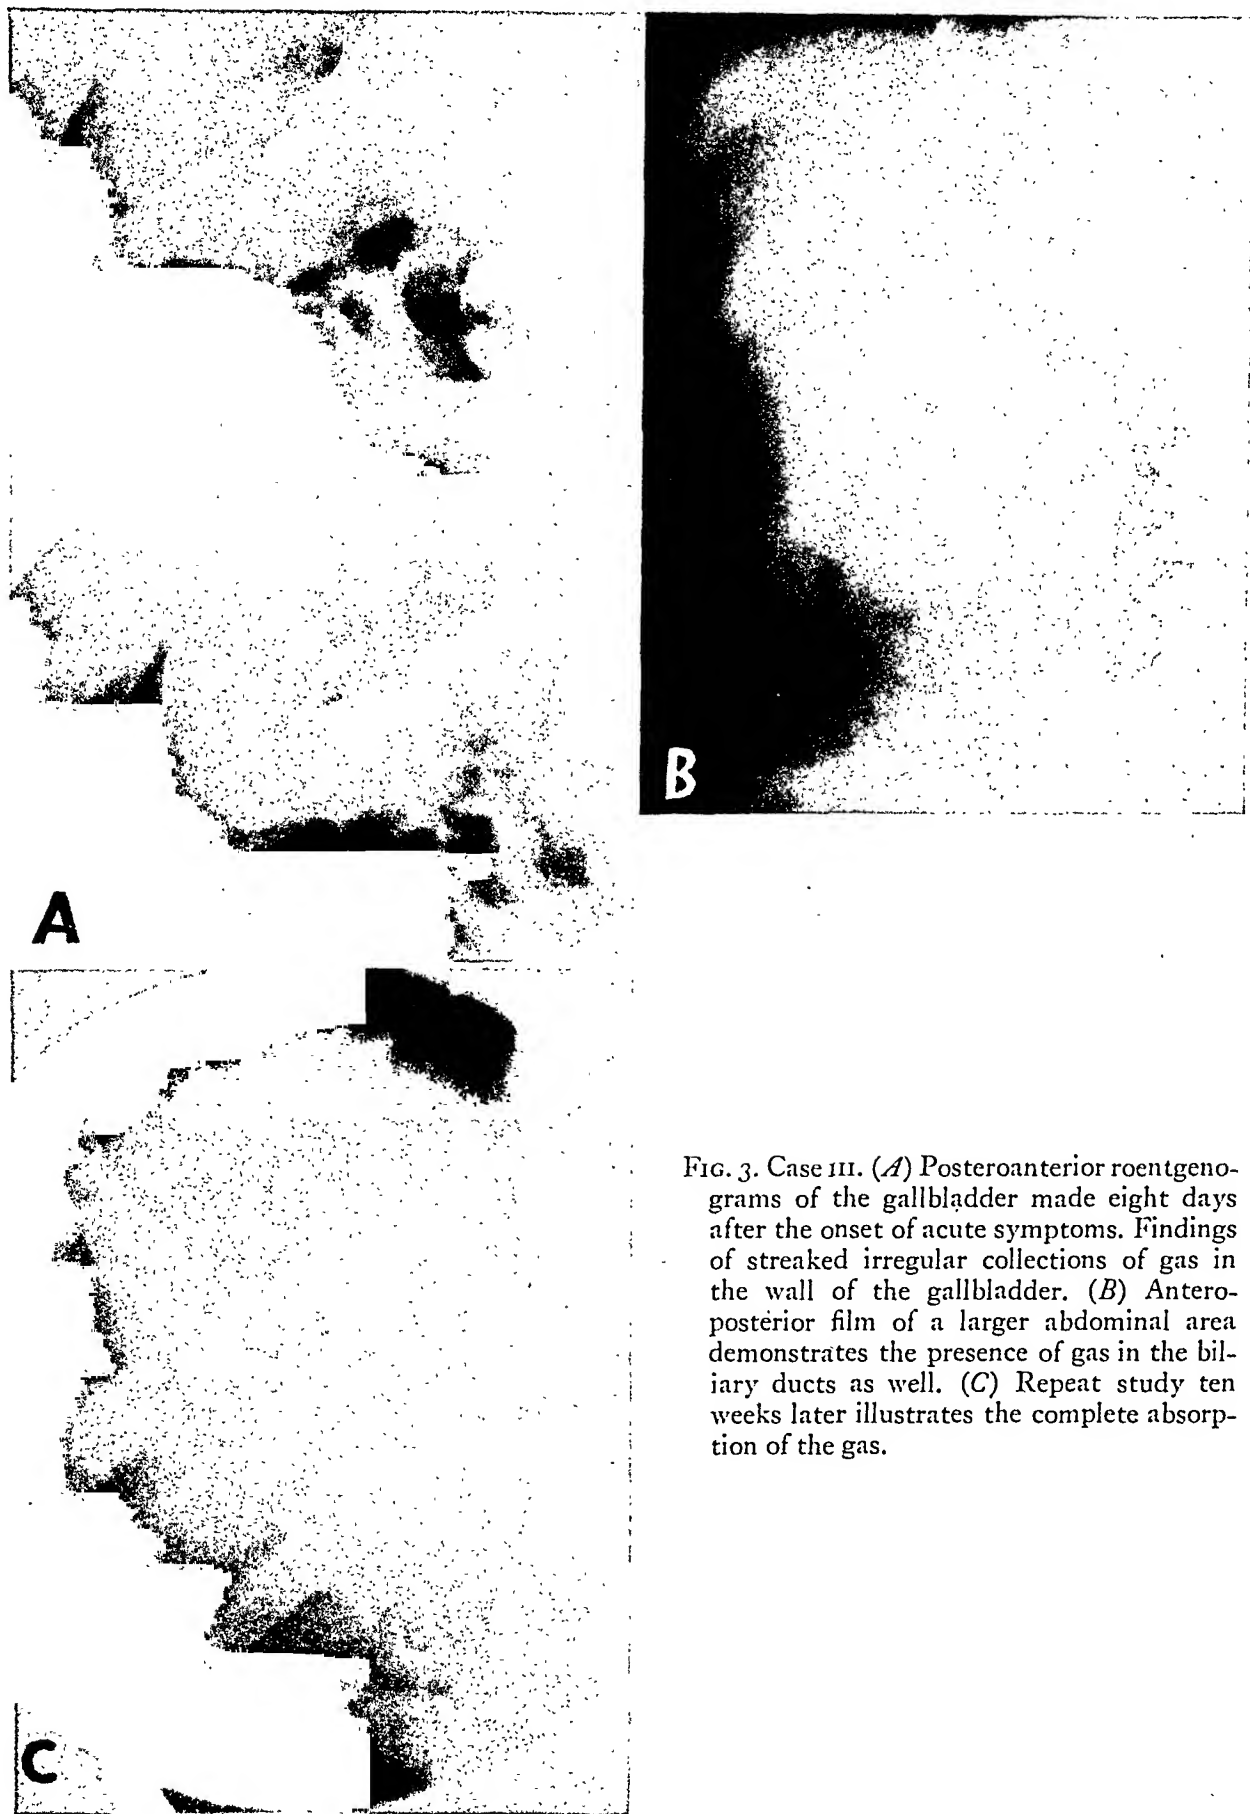 A
B
C
FIG. 3. Case III. (A) Posteroanterior roentgeno-
grams of the gallbladder made eight days
after the onset of acute symptoms. Findings
of streaked irregular collections of gas in
the wall of the gallbladder. (B) Antero-
posterior film of a larger abdominal area
demonstrates the presence of gas in the bil-
iary ducts as well. (C) Repeat study ten
weeks later illustrates the complete absorp-
tion of the gas.